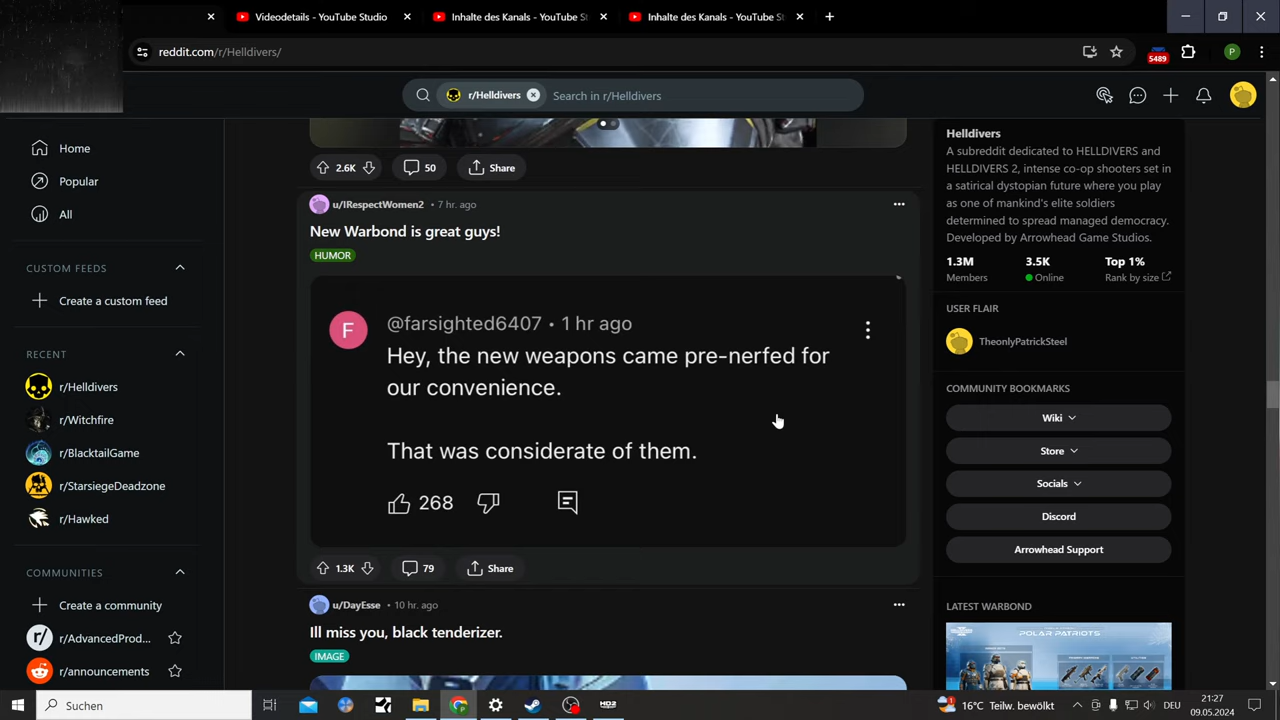 Videodetails - YouTube Studio
Inhalte des Kanals - YouTube St
Inhalte des Kanals - YouTube St
reddit.com/r/Helldivers/
5489
P
r/Helldivers
Search in r/Helldivers
Home
Popular
All
CUSTOM FEEDS
Create a custom feed
RECENT
r/Helldivers
r/Witchfire
r/BlacktailGame
r/StarsiegeDeadzone
r/Hawked
COMMUNITIES
Create a community
r/AdvancedProd...
r/announcements
2.6K
50
Share
u/IRespectWomen2 • 7 hr. ago
New Warbond is great guys!
HUMOR
F
@farsighted6407 • 1 hr ago
Hey, the new weapons came pre-nerfed for
our convenience.
That was considerate of them.
268
1.3K
79
Share
u/DayEsse • 10 hr. ago
Ill miss you, black tenderizer.
IMAGE
Helldivers
A subreddit dedicated to HELLDIVERS and
HELLDIVERS 2, intense co-op shooters set in
a satirical dystopian future where you play
as one of mankind's elite soldiers
determined to spread managed democracy.
Developed by Arrowhead Game Studios.
1.3M
Members
3.5K
Online
Top 1%
Rank by size
USER FLAIR
TheonlyPatrickSteel
COMMUNITY BOOKMARKS
Wiki
Store
Socials
Discord
Arrowhead Support
LATEST WARBOND
POLAR PATRIOTS
Suchen
HD2
16°C Teilw. bewölkt
DEU
21:27
09.05.2024